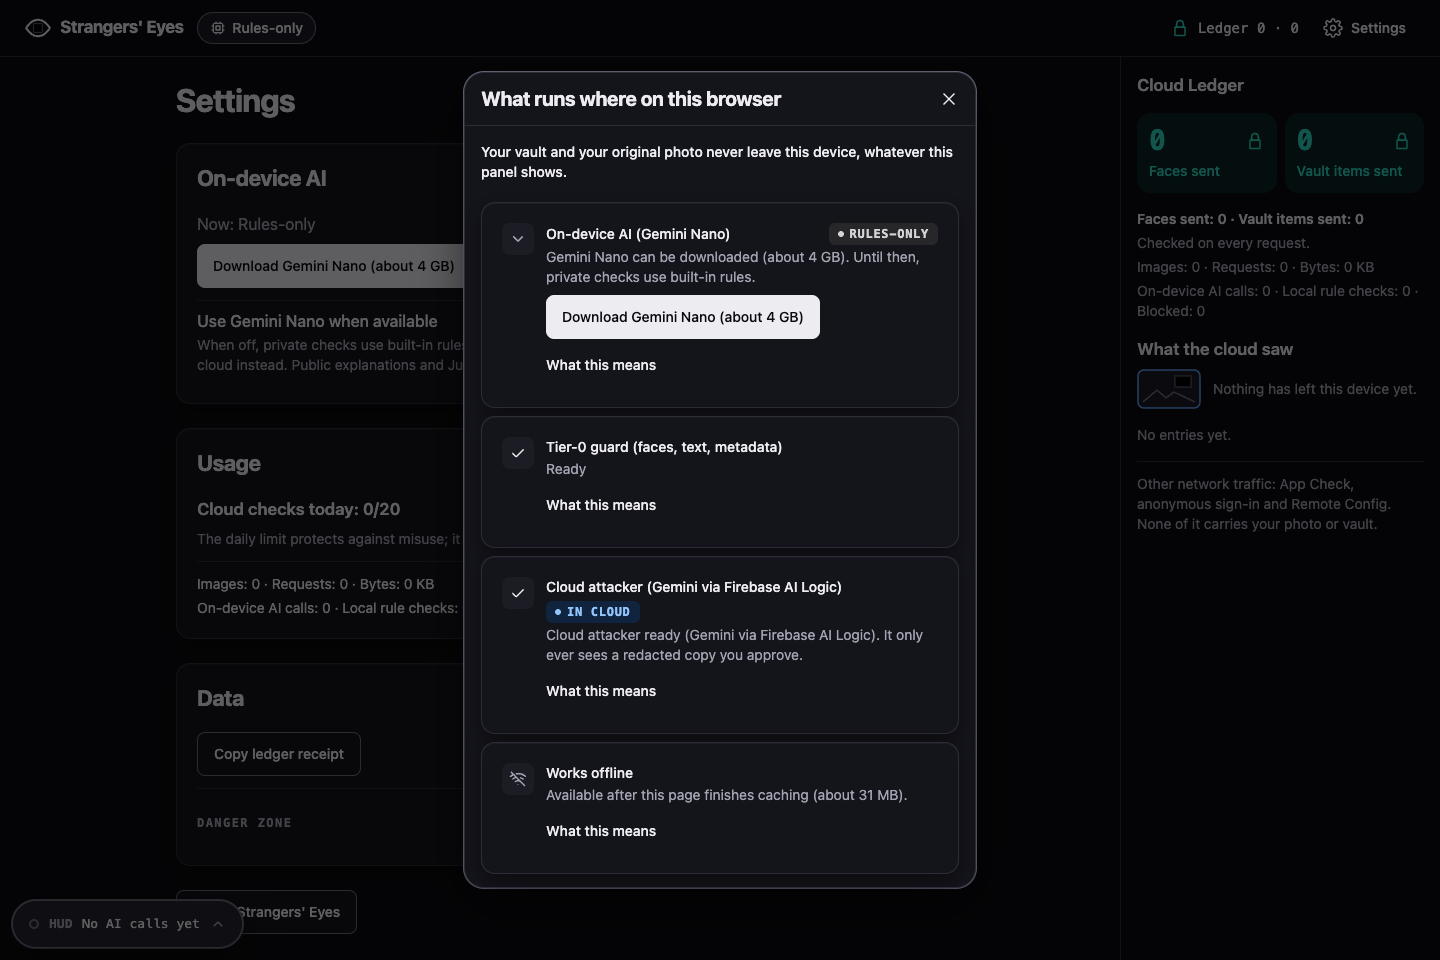 Strangers' Eyes
Rules-only
Ledger 0 · 0
Settings
Settings
On-device AI
Now: Rules-only
Download Gemini Nano (about 4 GB)
Use Gemini Nano when available
When off, private checks use built-in rule
cloud instead. Public explanations and Ju
Usage
Cloud checks today: 0/20
The daily limit protects against misuse; it
Images: 0 · Requests: 0 · Bytes: 0 KB
On-device AI calls: 0 · Local rule checks:
Data
Copy ledger receipt
DANGER ZONE
Strangers' Eyes
HUD No AI calls yet
What runs where on this browser
Your vault and your original photo never leave this device, whatever this
panel shows.
On-device AI (Gemini Nano)
RULES-ONLY
Gemini Nano can be downloaded (about 4 GB). Until then,
private checks use built-in rules.
Download Gemini Nano (about 4 GB)
What this means
Tier-0 guard (faces, text, metadata)
Ready
What this means
Cloud attacker (Gemini via Firebase AI Logic)
IN CLOUD
Cloud attacker ready (Gemini via Firebase AI Logic). It only
ever sees a redacted copy you approve.
What this means
Works offline
Available after this page finishes caching (about 31 MB).
What this means
Cloud Ledger
0
Faces sent
0
Vault items sent
Faces sent: 0 · Vault items sent: 0
Checked on every request.
Images: 0 · Requests: 0 · Bytes: 0 KB
On-device AI calls: 0 · Local rule checks: 0 ·
Blocked: 0
What the cloud saw
Nothing has left this device yet.
No entries yet.
Other network traffic: App Check,
anonymous sign-in and Remote Config.
None of it carries your photo or vault.